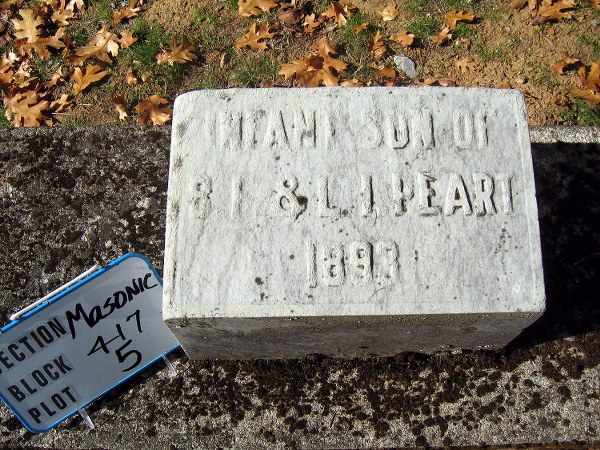 INFANT SON OF
B. F. & L. I. PEART
1893
SECTION MASONIC
BLOCK 417
PLOT 5